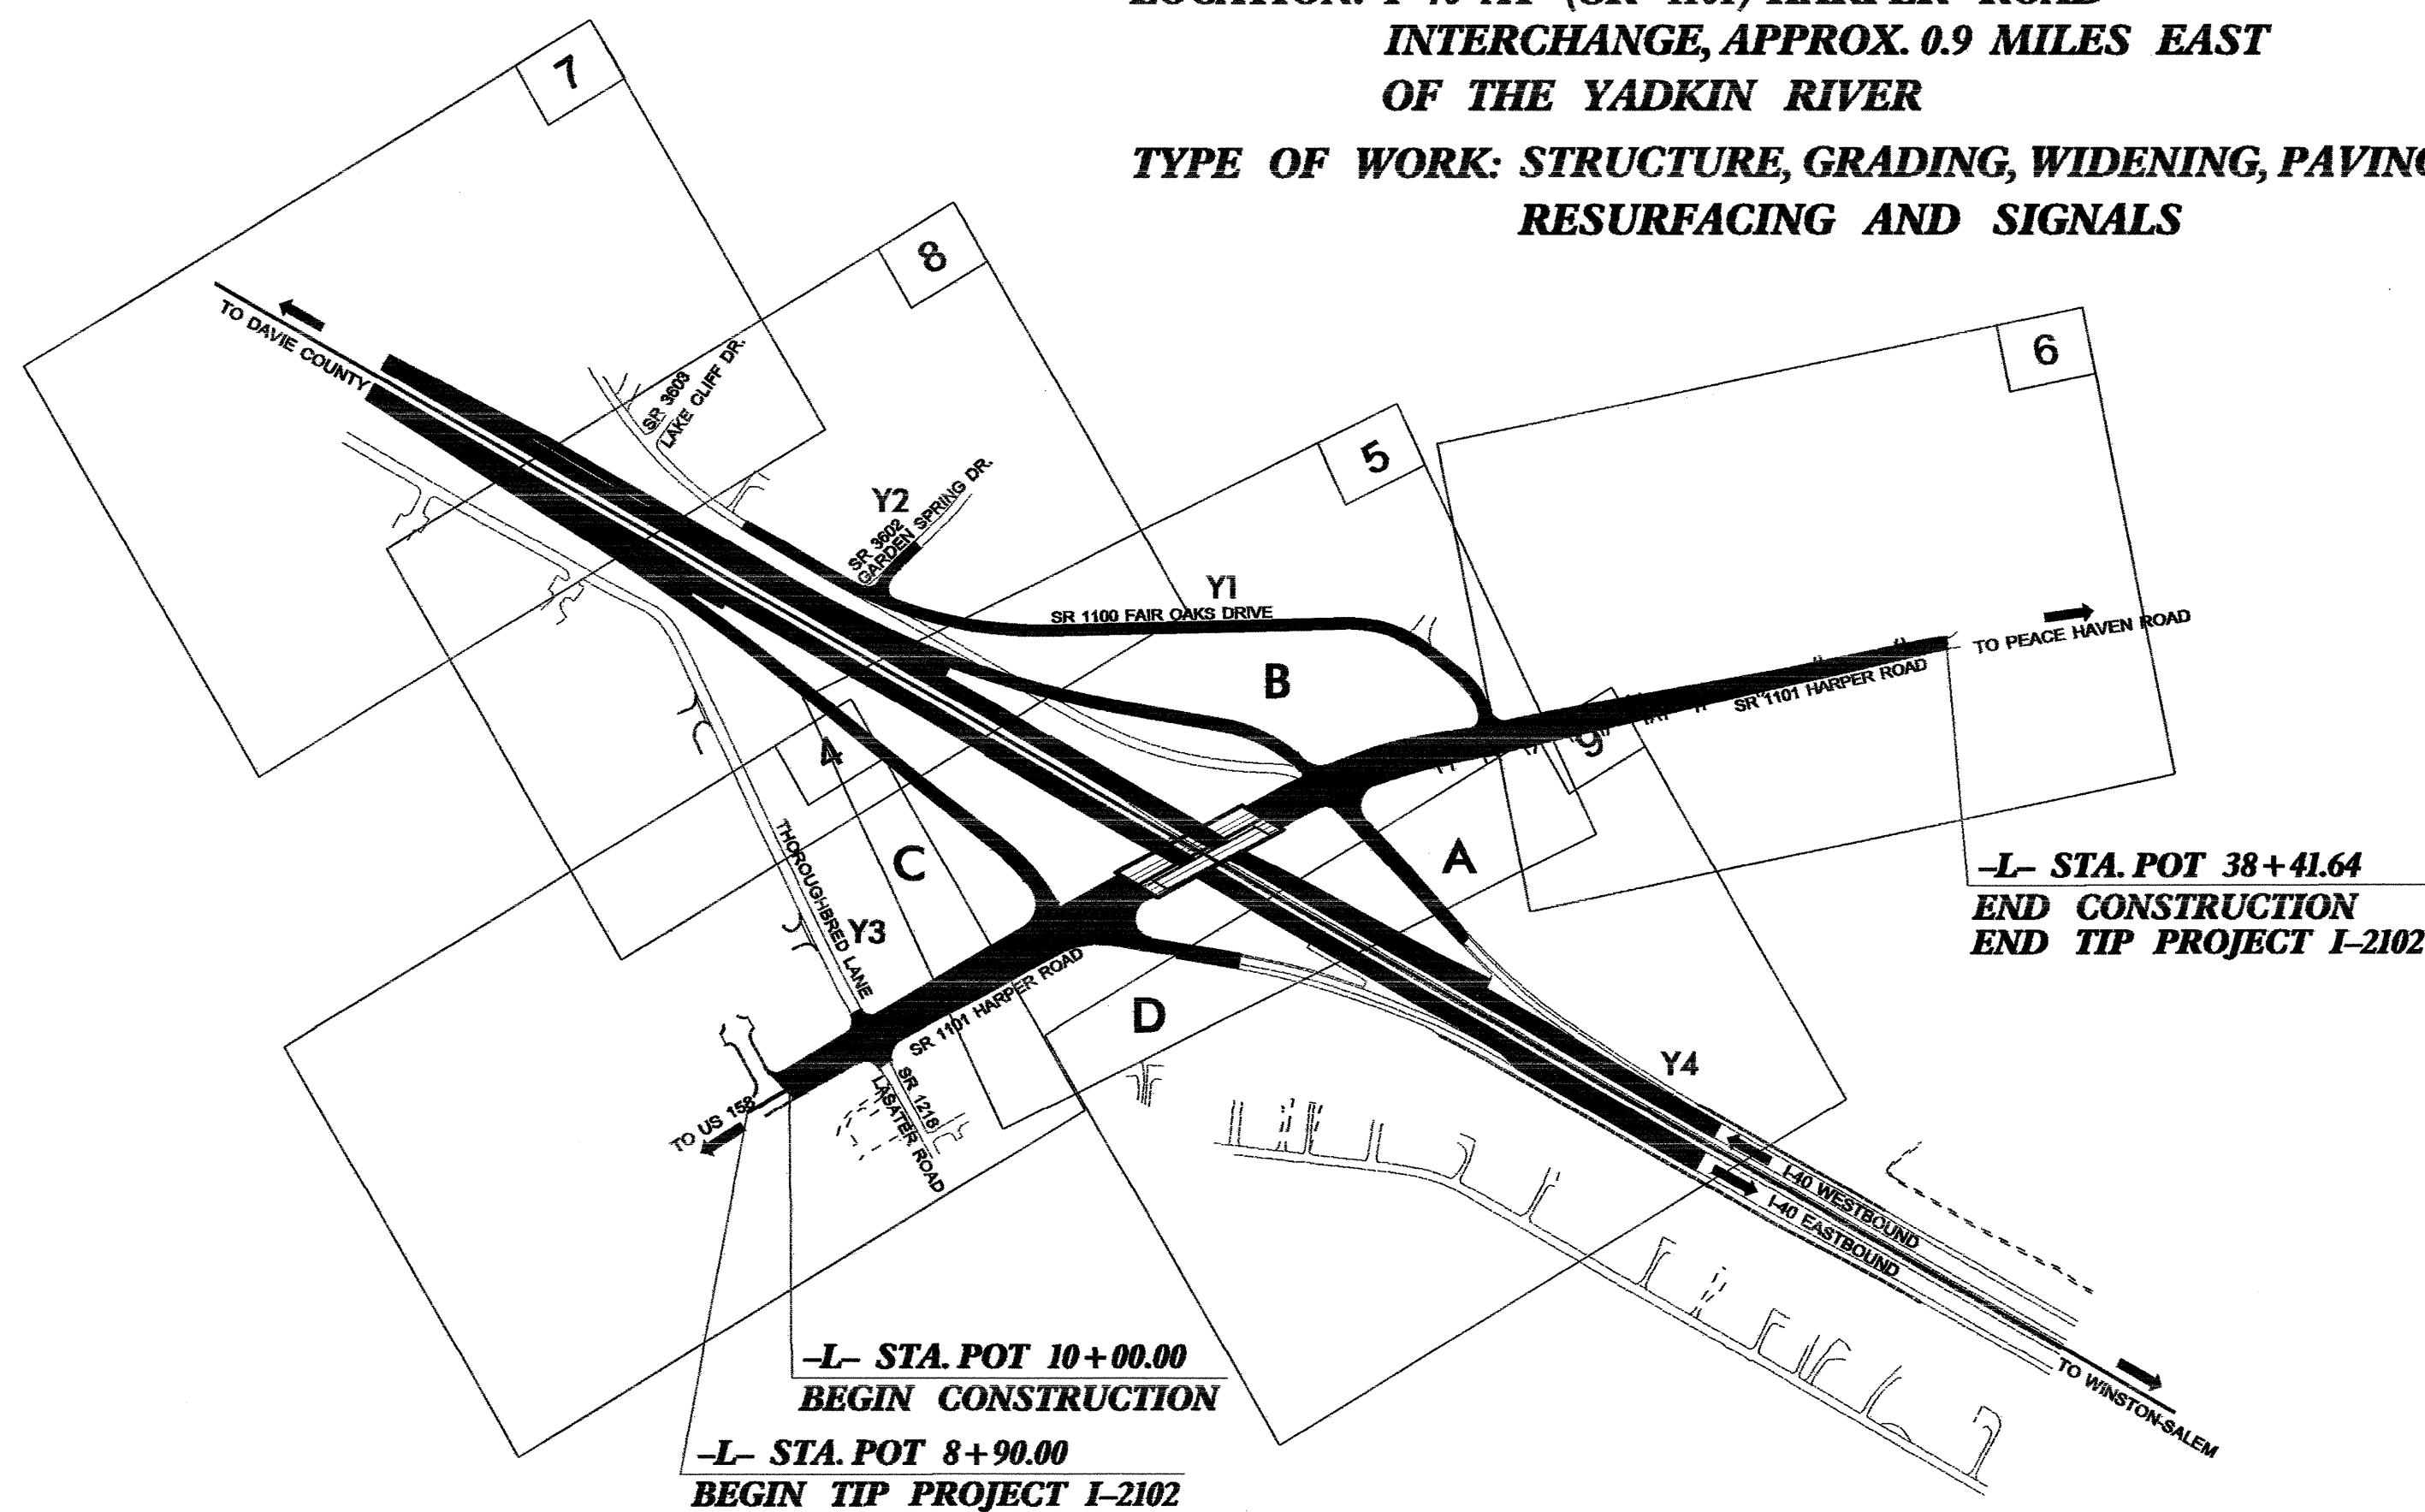 INTERCHANGE, APPROX. 0.9 MILES EAST
OF THE YADKIN RIVER
TYPE OF WORK: STRUCTURE, GRADING, WIDENING, PAVING
RESURFACING AND SIGNALS
7
8
6
5
TO DAVIE COUNTY
SR 3603
LAKE CLIFF DR.
Y2
SR 3602
GARDEN SPRING DR.
Y1
SR 1100 FAIR OAKS DRIVE
TO PEACE HAVEN ROAD
SR 1101 HARPER ROAD
B
4
9
C
A
THOROUGHBRED LANE
Y3
SR 1101 HARPER ROAD
D
-L- STA. POT 38+41.64
END CONSTRUCTION
END TIP PROJECT I-2102
SR 1218
LASATER ROAD
TO US 158
Y4
I-40 WESTBOUND
I-40 EASTBOUND
TO WINSTON-SALEM
-L- STA. POT 10+00.00
BEGIN CONSTRUCTION
-L- STA. POT 8+90.00
BEGIN TIP PROJECT I-2102